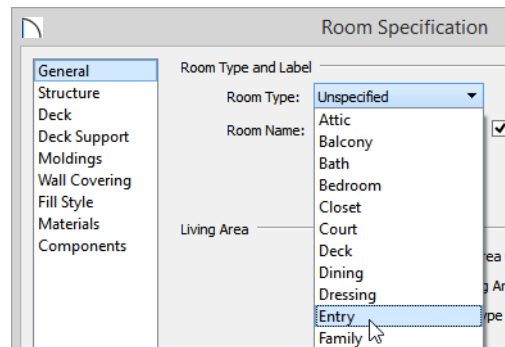 Room Specification
General
Structure
Deck
Deck Support
Moldings
Wall Covering
Fill Style
Materials
Components
Room Type and Label
Room Type: Unspecified
Room Name:
Attic
Balcony
Bath
Bedroom
Closet
Court
Deck
Dining
Dressing
Entry
Family
Living Area